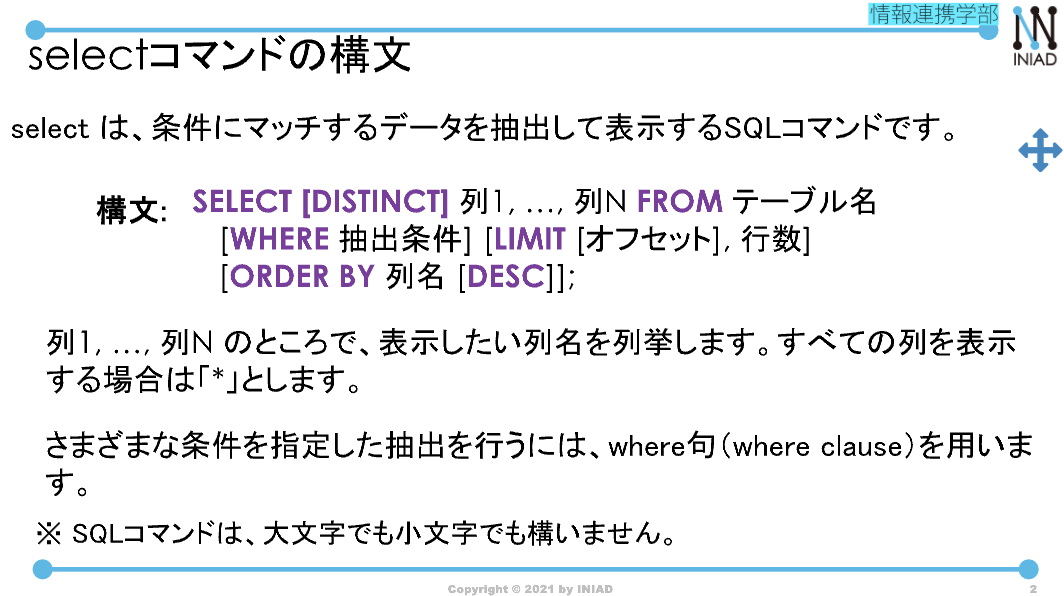 情報連携学部
INIAD
selectコマンドの構文
select は、条件にマッチするデータを抽出して表示するSQLコマンドです。
構文: SELECT [DISTINCT] 列1, …, 列N FROM テーブル名
[WHERE 抽出条件] [LIMIT [オフセット], 行数]
[ORDER BY 列名 [DESC]];
列1, …, 列N のところで、表示したい列名を列挙します。すべての列を表示
する場合は「*」とします。
さまざまな条件を指定した抽出を行うには、where句（where clause）を用いま
す。
※ SQLコマンドは、大文字でも小文字でも構いません。
Copyright © 2021 by INIAD
2